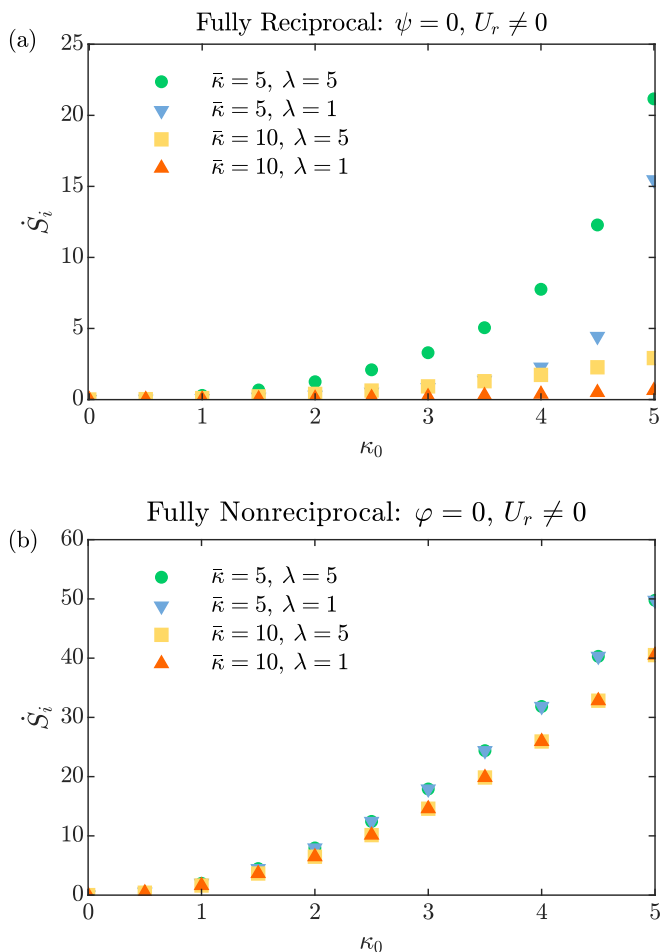 Fully Reciprocal: ψ = 0, U_r ≠ 0
(a)
25
20
15
10
5
0
Ṡ_i
κ̄ = 5, λ = 5
κ̄ = 5, λ = 1
κ̄ = 10, λ = 5
κ̄ = 10, λ = 1
0 1 2 3 4 5
κ_0
Fully Nonreciprocal: φ = 0, U_r ≠ 0
(b)
60
50
40
30
20
10
0
Ṡ_i
κ̄ = 5, λ = 5
κ̄ = 5, λ = 1
κ̄ = 10, λ = 5
κ̄ = 10, λ = 1
0 1 2 3 4 5
κ_0